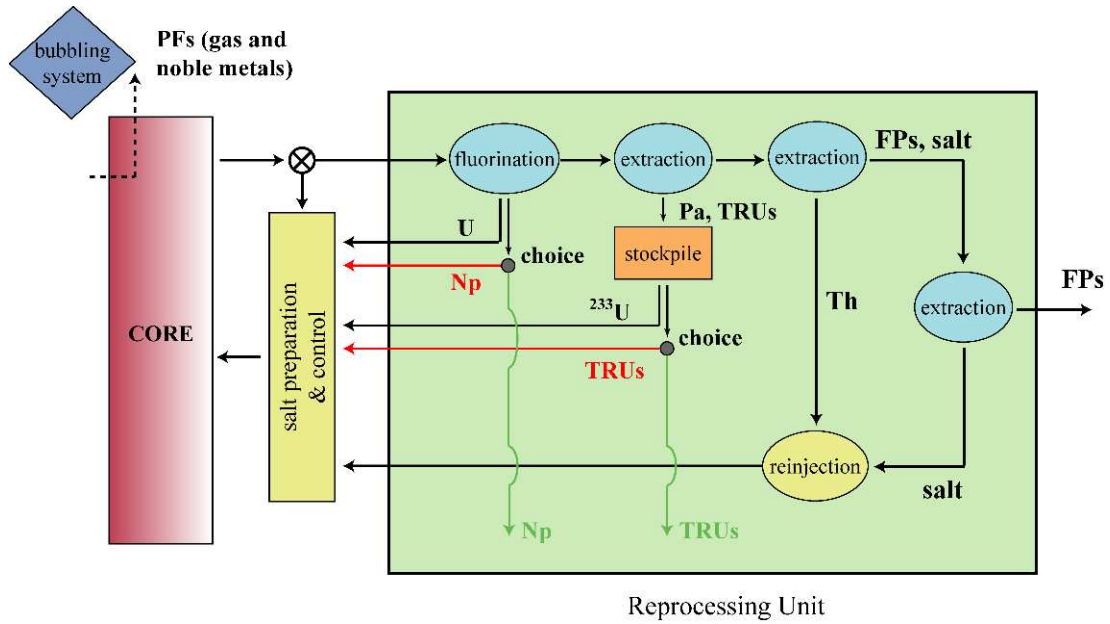 bubbling
system
PFs (gas and
noble metals)
CORE
salt preparation
& control
fluorination
extraction
extraction
FPs, salt
U
Pa, TRUs
choice
stockpile
Np
Th
extraction
FPs
²³³U
choice
TRUs
reinjection
salt
Np
TRUs
Reprocessing Unit